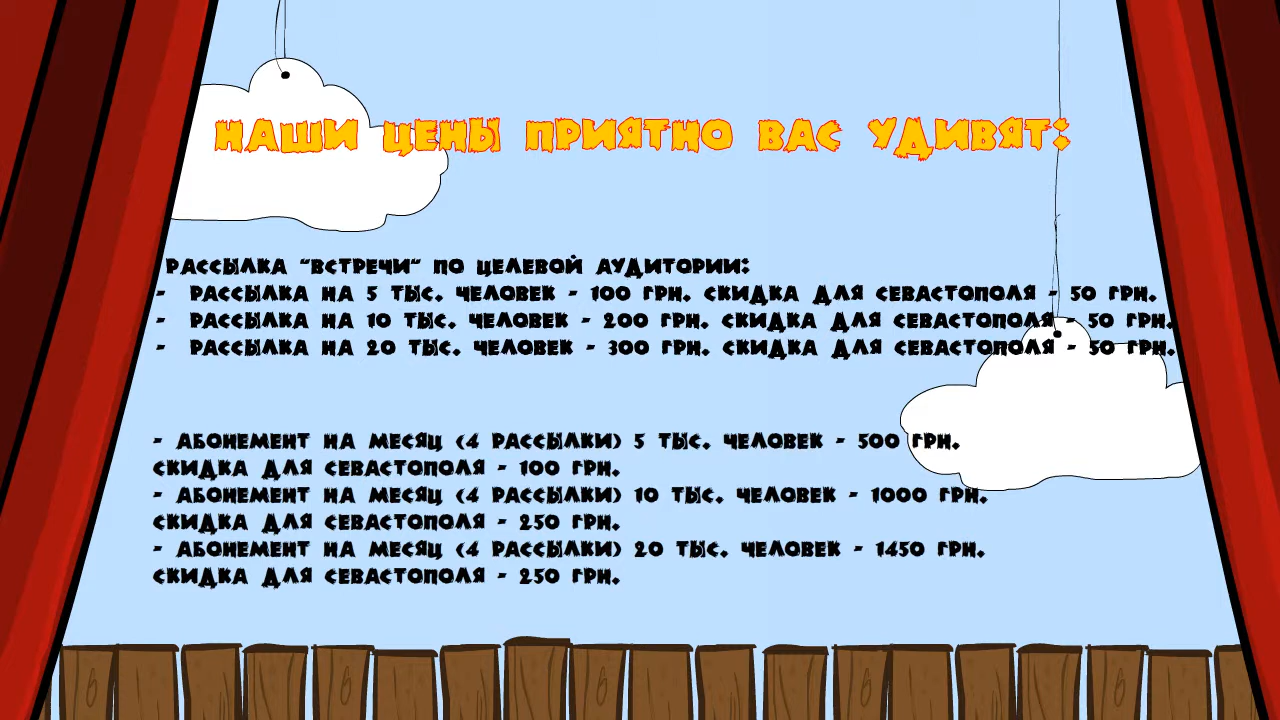 НАШИ ЦЕНЫ ПРИЯТНО ВАС УДИВЯТ:
РАССЫЛКА "ВСТРЕЧИ" ПО ЦЕЛЕВОЙ АУДИТОРИИ:
- РАССЫЛКА НА 5 ТЫС. ЧЕЛОВЕК - 100 ГРН. СКИДКА ДЛЯ СЕВАСТОПОЛЯ - 50 ГРН.
- РАССЫЛКА НА 10 ТЫС. ЧЕЛОВЕК - 200 ГРН. СКИДКА ДЛЯ СЕВАСТОПОЛЯ - 50 ГРН.
- РАССЫЛКА НА 20 ТЫС. ЧЕЛОВЕК - 300 ГРН. СКИДКА ДЛЯ СЕВАСТОПОЛЯ - 50 ГРН.
- АБОНЕМЕНТ НА МЕСЯЦ (4 РАССЫЛКИ) 5 ТЫС. ЧЕЛОВЕК - 500 ГРН.
СКИДКА ДЛЯ СЕВАСТОПОЛЯ - 100 ГРН.
- АБОНЕМЕНТ НА МЕСЯЦ (4 РАССЫЛКИ) 10 ТЫС. ЧЕЛОВЕК - 1000 ГРН.
СКИДКА ДЛЯ СЕВАСТОПОЛЯ - 250 ГРН.
- АБОНЕМЕНТ НА МЕСЯЦ (4 РАССЫЛКИ) 20 ТЫС. ЧЕЛОВЕК - 1450 ГРН.
СКИДКА ДЛЯ СЕВАСТОПОЛЯ - 250 ГРН.